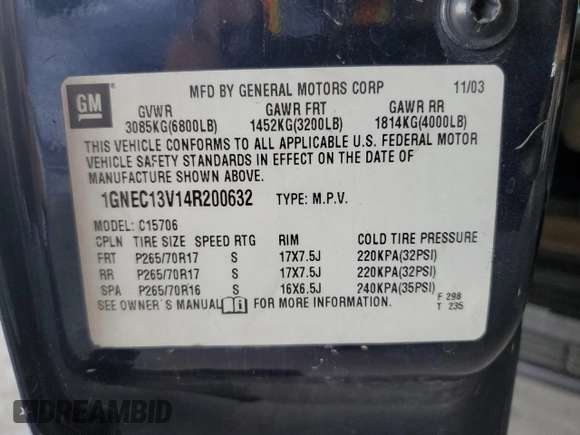 GM
MFD BY GENERAL MOTORS CORP 11/03
GVWR GAWR FRT GAWR RR
3085KG(6800LB) 1452KG(3200LB) 1814KG(4000LB)
THIS VEHICLE CONFORMS TO ALL APPLICABLE U.S. FEDERAL MOTOR
VEHICLE SAFETY STANDARDS IN EFFECT ON THE DATE OF
MANUFACTURE SHOWN ABOVE.
1GNEC13V14R200632 TYPE: M.P.V.
MODEL: C15706
CPLN TIRE SIZE SPEED RTG RIM COLD TIRE PRESSURE
FRT P265/70R17 S 17X7.5J 220KPA(32PSI)
RR P265/70R17 S 17X7.5J 220KPA(32PSI)
SPA P265/70R16 S 16X6.5J 240KPA(35PSI)
SEE OWNER'S MANUAL FOR MORE INFORMATION. F 298
T 235
DREAMBID